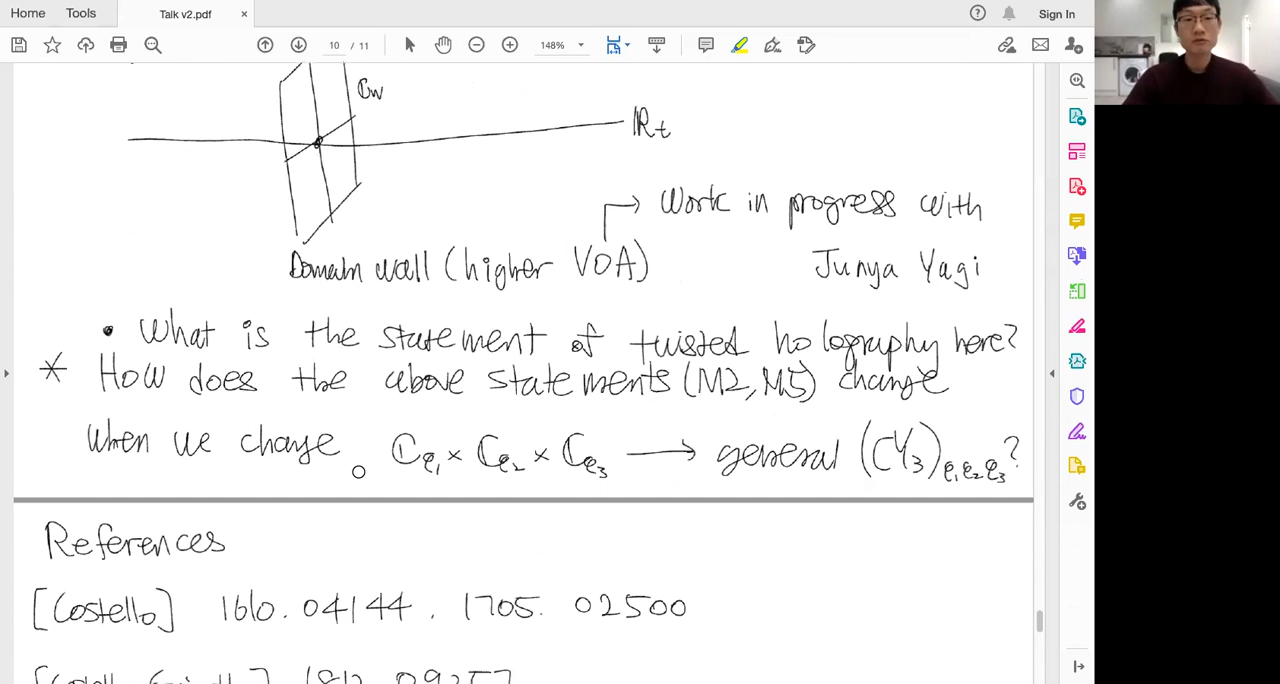 Home
Tools
Talk v2.pdf
×
Sign In
10 / 11
148%
ℂw
ℝt
→ Work in progress with
Junya Yagi
Domain wall (higher VOA)
• What is the statement of twisted holography here?
* How does the above statements (M2, M5) change
when we change ℂε₁ × ℂε₂ × ℂε₃ → general (CY₃)ε₁ε₂ε₃?
References
[Costello] 1610.04144. 1705. 02500